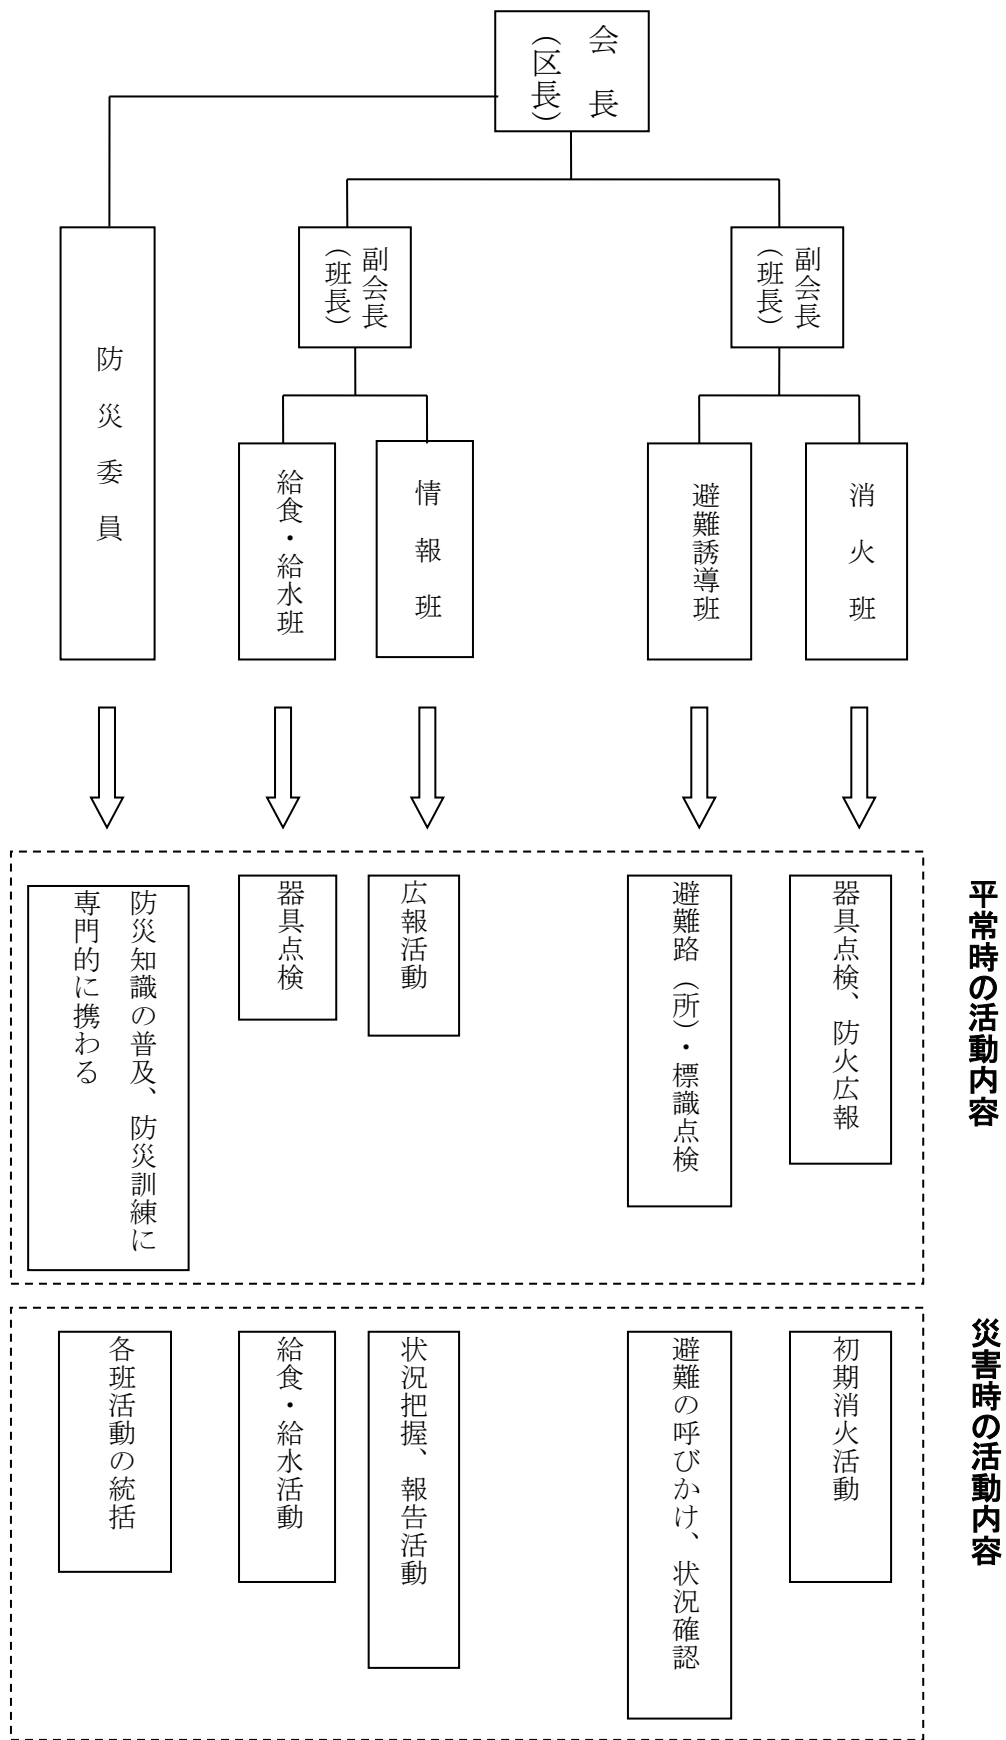 会長
（区長）
副会長
（班長）
副会長
（班長）
消火班
避難誘導班
情報班
給食・給水班
防災委員
平常時の活動内容
器具点検、防火広報
避難路（所）・標識点検
広報活動
器具点検
防災知識の普及、防災訓練に
専門的に携わる
災害時の活動内容
初期消火活動
避難の呼びかけ、状況確認
状況把握、報告活動
給食・給水活動
各班活動の統括